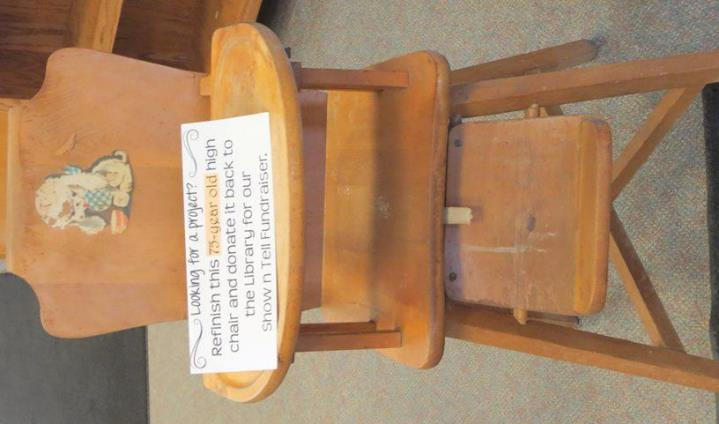 Looking for a project?
Refinish this 75-year old high
chair and donate it back to
the Library for our
Show n Tell Fundraiser.